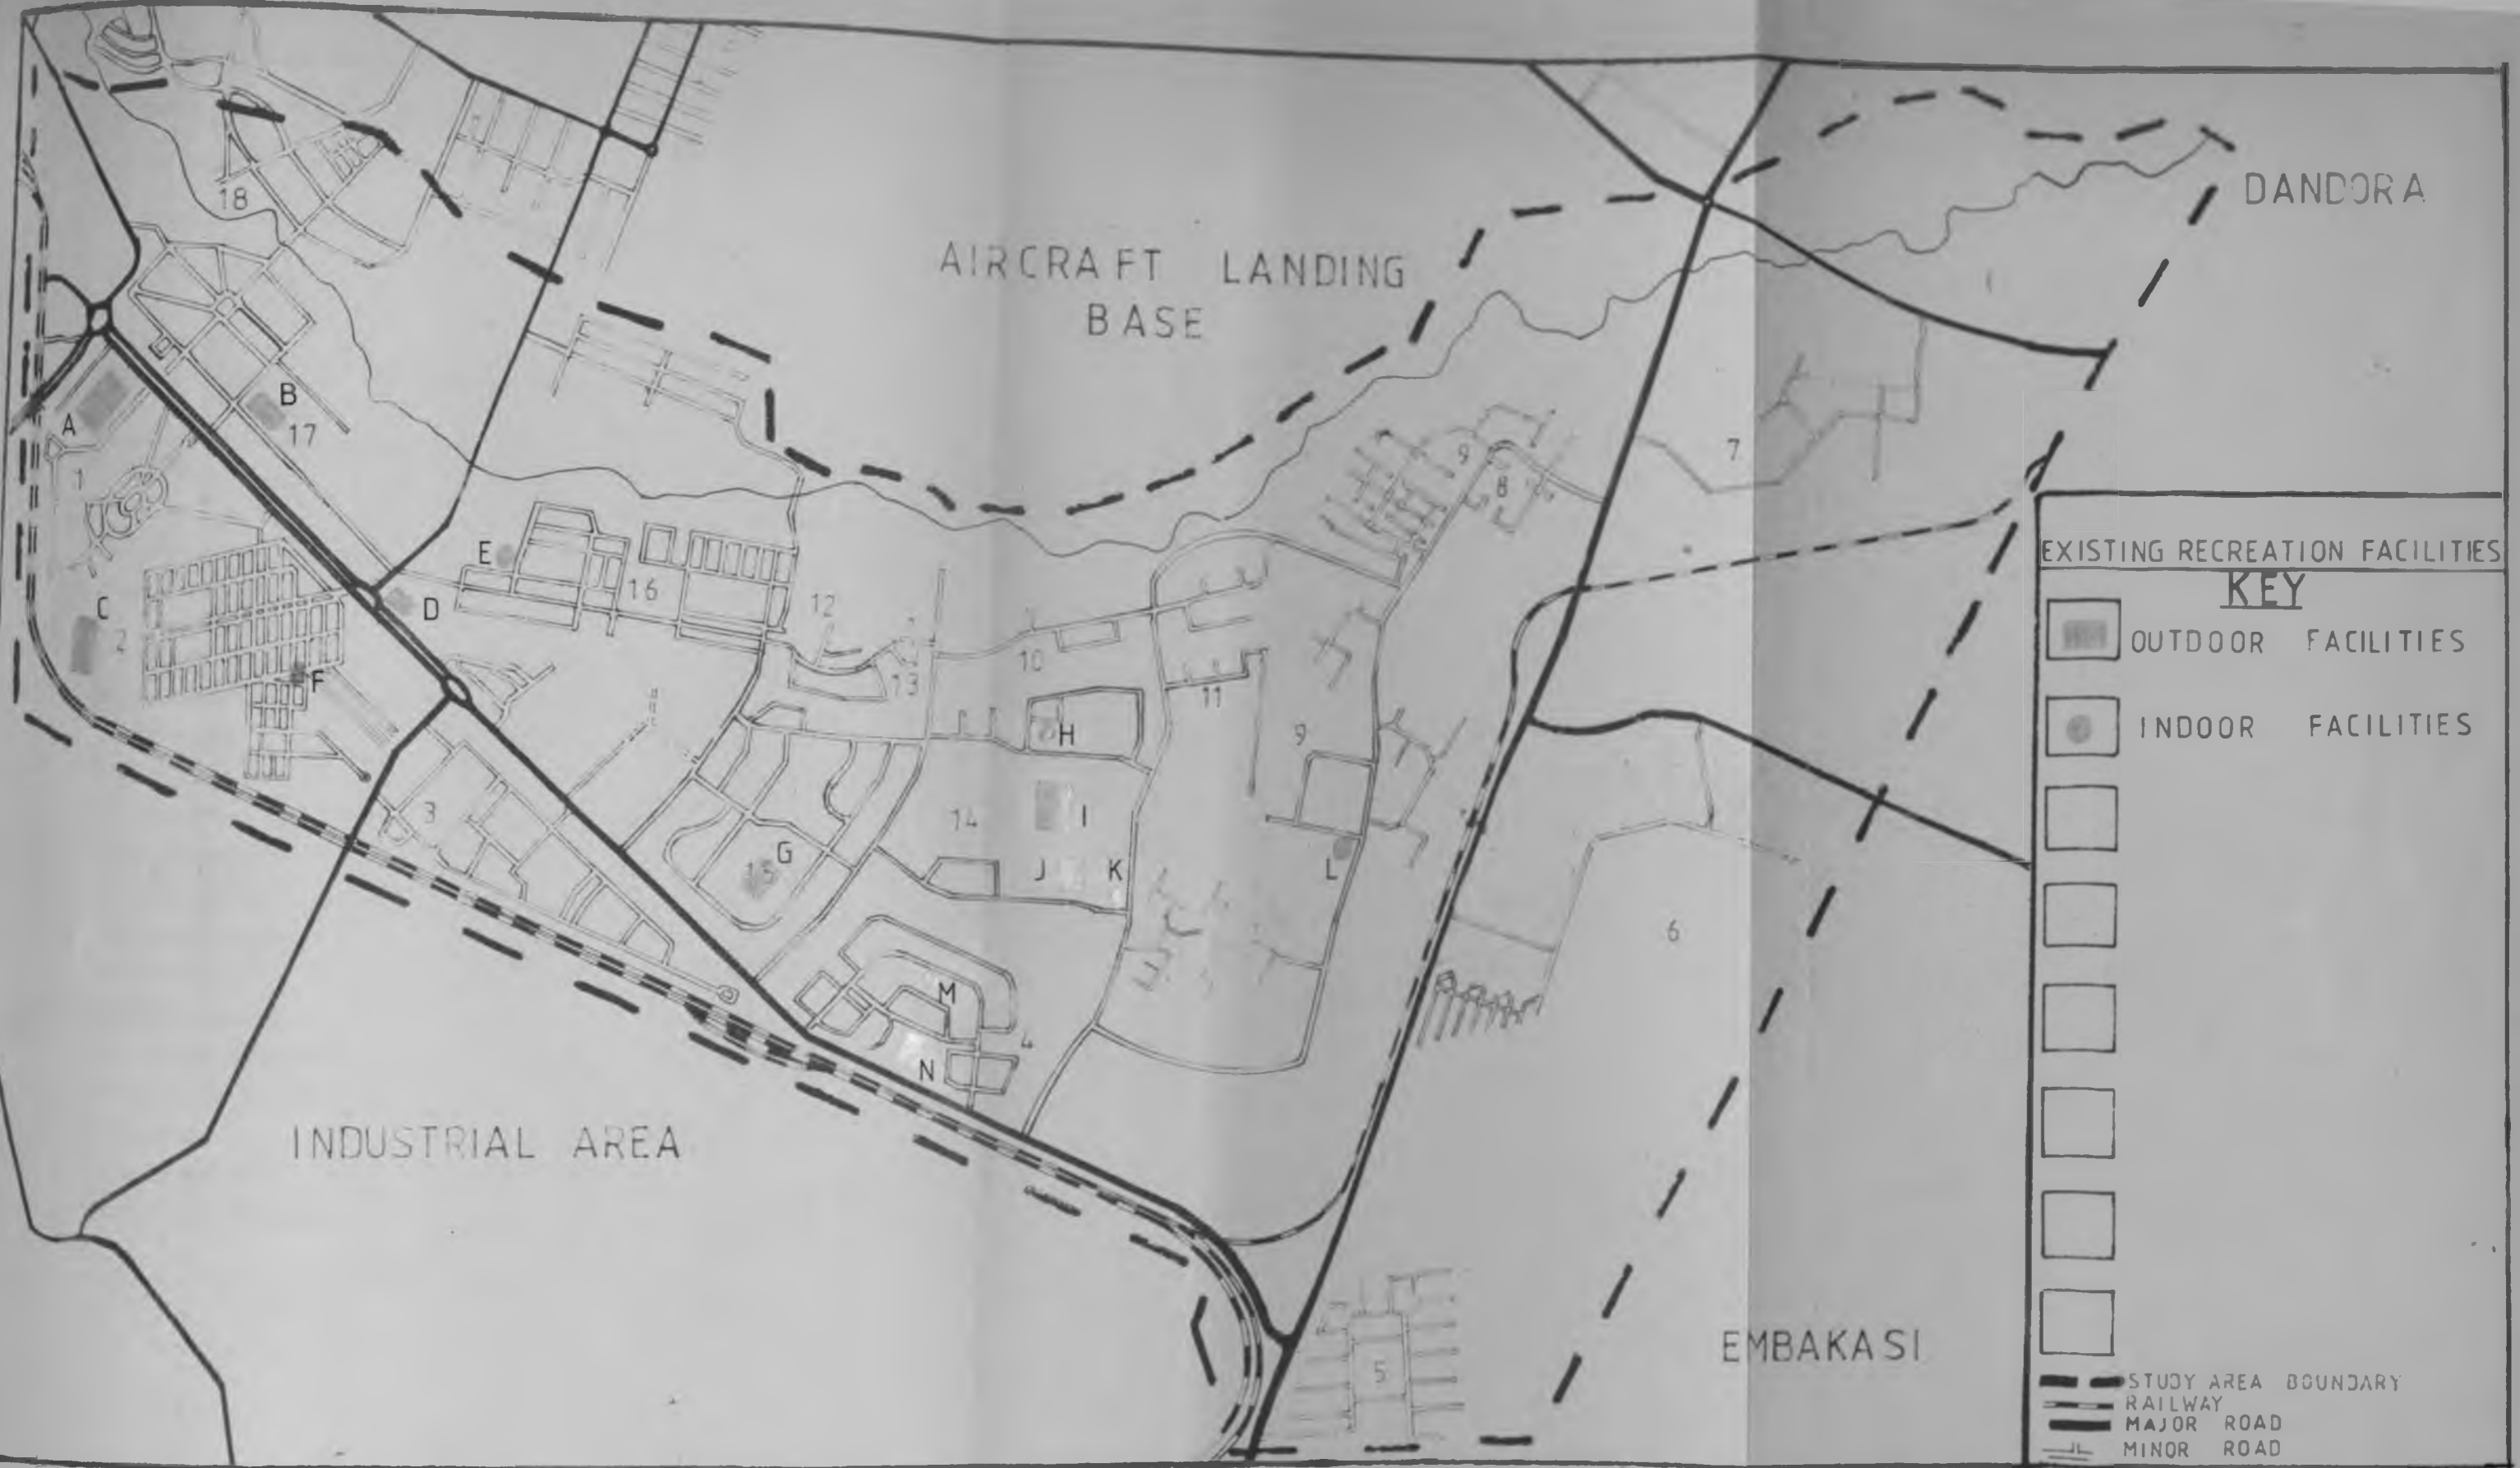 DANDORA
18
AIRCRAFT LANDING
BASE
B
A
17
1
9
7
8
EXISTING RECREATION FACILITIES
KEY
E
16
C
D
12
2
OUTDOOR FACILITIES
F
10
13
11
H
9
INDOOR FACILITIES
3
14
I
G
15
J
K
L
6
M
4
N
INDUSTRIAL AREA
EMBAKASI
5
STUDY AREA BOUNDARY
RAILWAY
MAJOR ROAD
MINOR ROAD